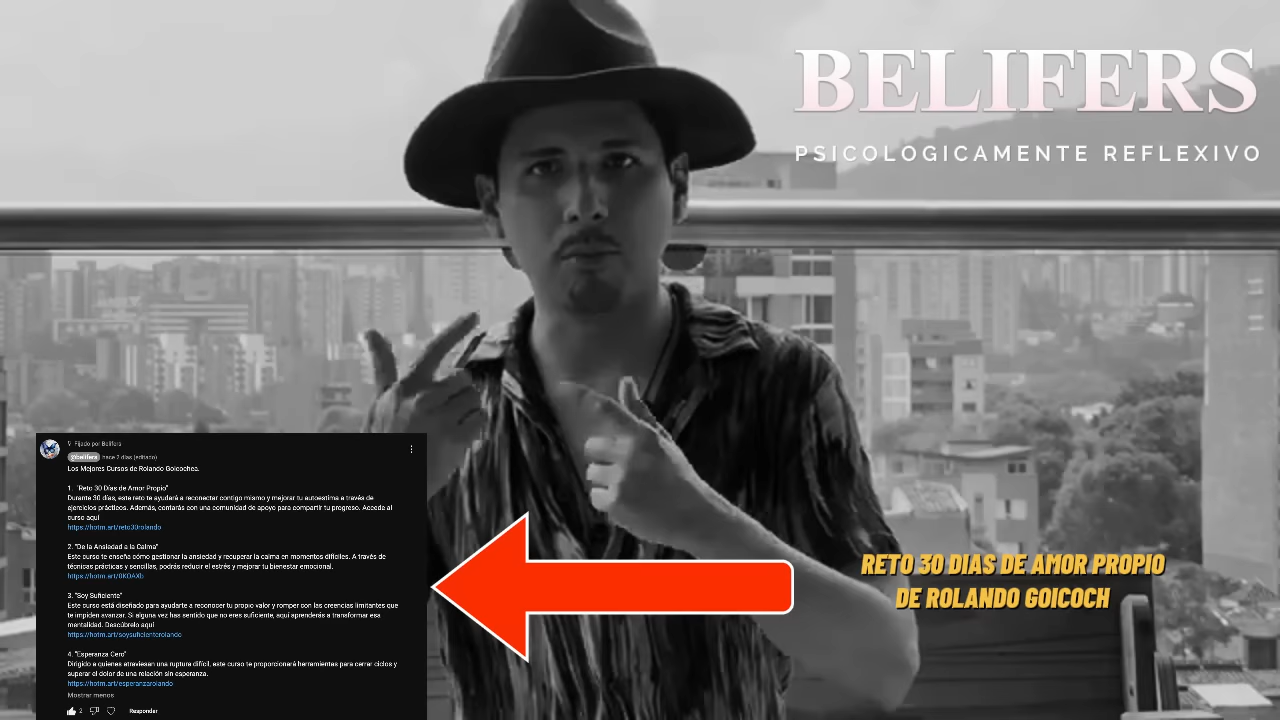 BELIFERS
PSICOLOGICAMENTE REFLEXIVO
Fijado por Belifers
@belifers hace 2 días (editado)
Los Mejores Cursos de Rolando Goicochea.
1. "Reto 30 Días de Amor Propio"
Durante 30 días, este reto te ayudará a reconectar contigo mismo y mejorar tu autoestima a través de
ejercicios prácticos. Además, contarás con una comunidad de apoyo para compartir tu progreso. Accede al
curso aquí
https://hotm.art/reto30rolando
2. "De la Ansiedad a la Calma"
Este curso te enseña cómo gestionar la ansiedad y recuperar la calma en momentos difíciles. A través de
técnicas prácticas y sencillas, podrás reducir el estrés y mejorar tu bienestar emocional.
https://hotm.art/0KOAXb
3. "Soy Suficiente"
Este curso está diseñado para ayudarte a reconocer tu propio valor y romper con las creencias limitantes que
te impiden avanzar. Si alguna vez has sentido que no eres suficiente, aquí aprenderás a transformar esa
mentalidad. Descúbrelo aquí
https://hotm.art/soysuficienterolando
4. "Esperanza Cero"
Dirigido a quienes atraviesan una ruptura difícil, este curso te proporcionará herramientas para cerrar ciclos y
superar el dolor de una relación sin esperanza.
https://hotm.art/esperanzarolando
Mostrar menos
2 Responder
RETO 30 DIAS DE AMOR PROPIO
DE ROLANDO GOICOCH